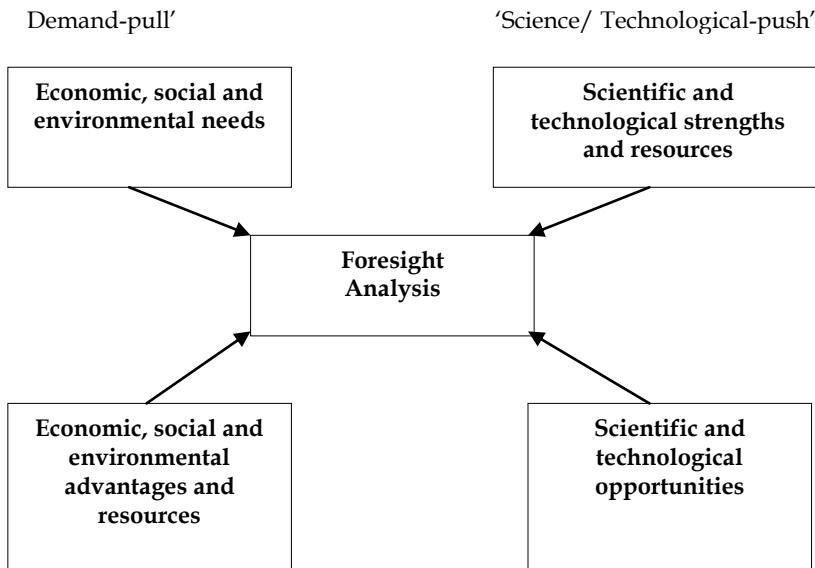 Demand-pull’
‘Science/ Technological-push’
Economic, social and
environmental needs
Scientific and
technological strengths
and resources
Foresight
Analysis
Economic, social and
environmental
advantages and
resources
Scientific and
technological
opportunities